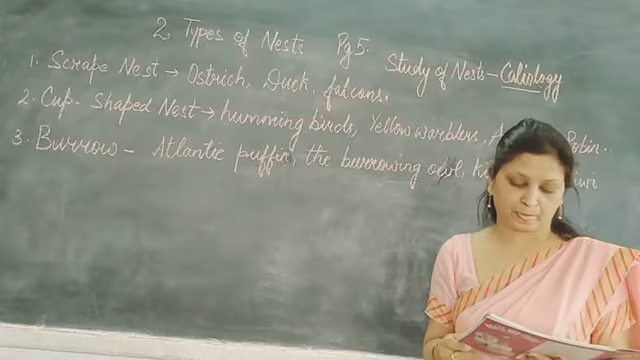 2. Types of Nests Pg 5.
Study of Nests - Caliology
1. Scrape Nest → Ostrich, Duck, falcons.
2. Cup-Shaped Nest → humming birds, Yellow warblers, A Robin.
3. Burrow - Atlantic puffin, the burrowing owl, ki iwi